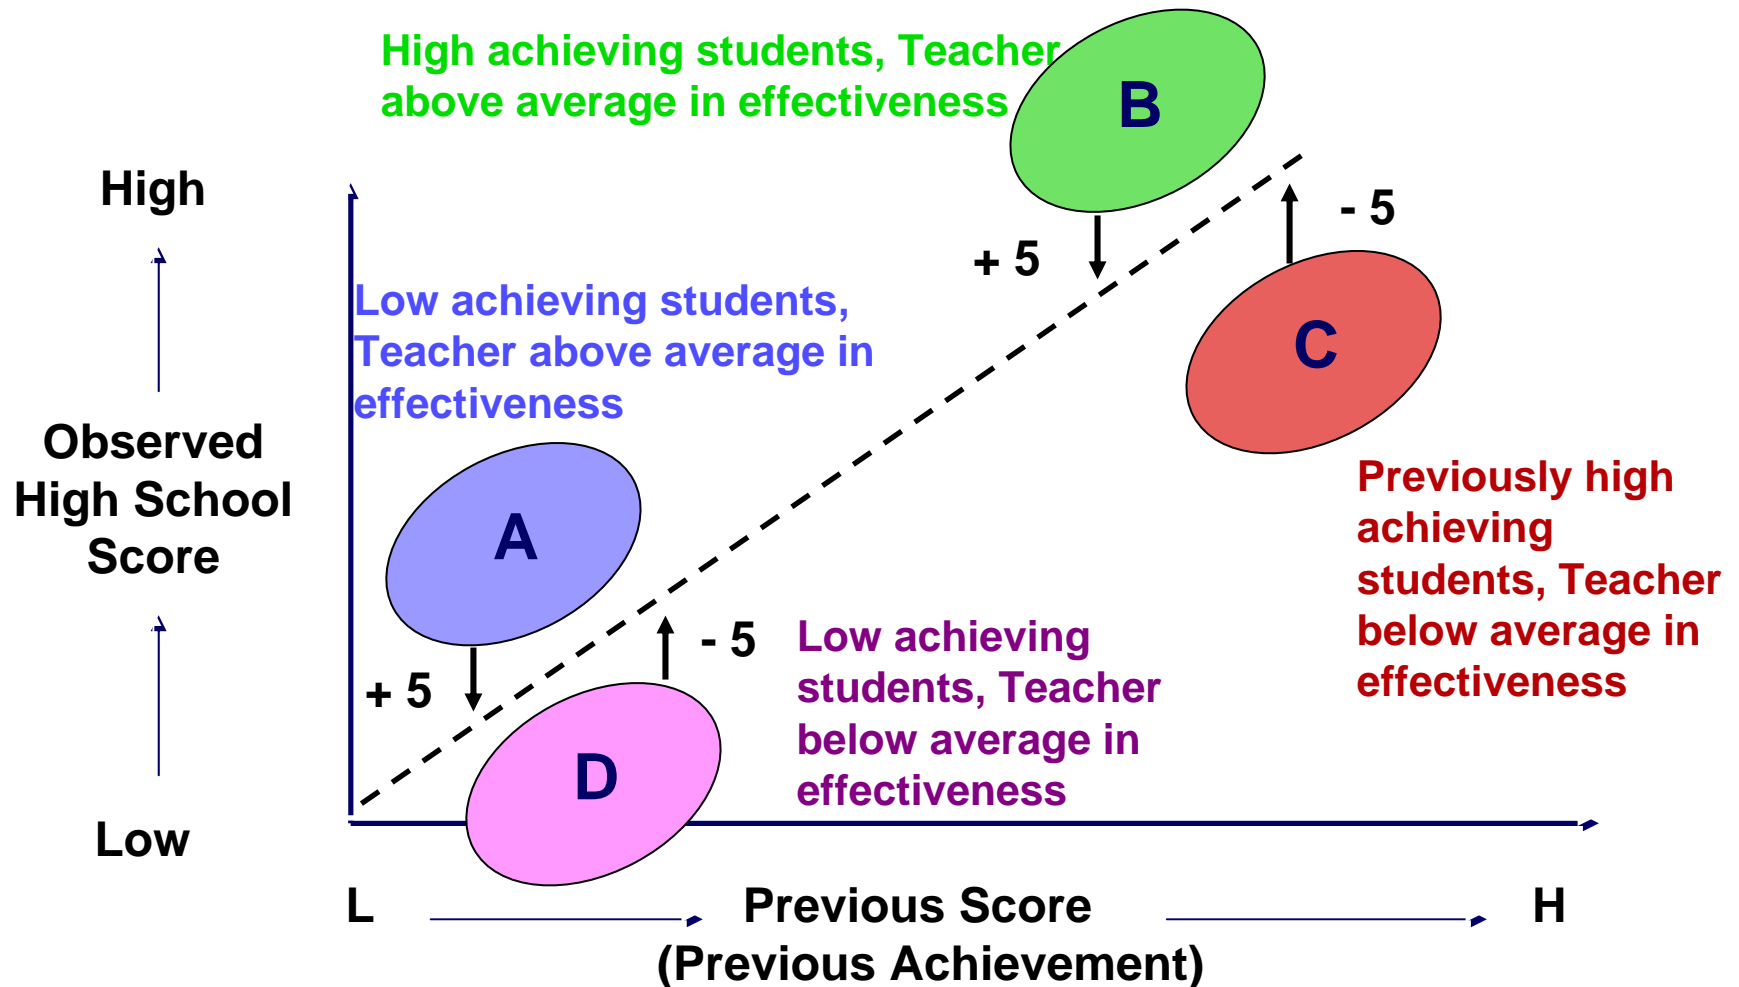 High achieving students, Teacher
above average in effectiveness
B
High
- 5
+ 5
Low achieving students,
Teacher above average in
effectiveness
C
Observed
High School
Score
A
Previously high
achieving
students, Teacher
below average in
effectiveness
- 5
+ 5
Low achieving
students, Teacher
below average in
effectiveness
D
Low
L
Previous Score
(Previous Achievement)
H